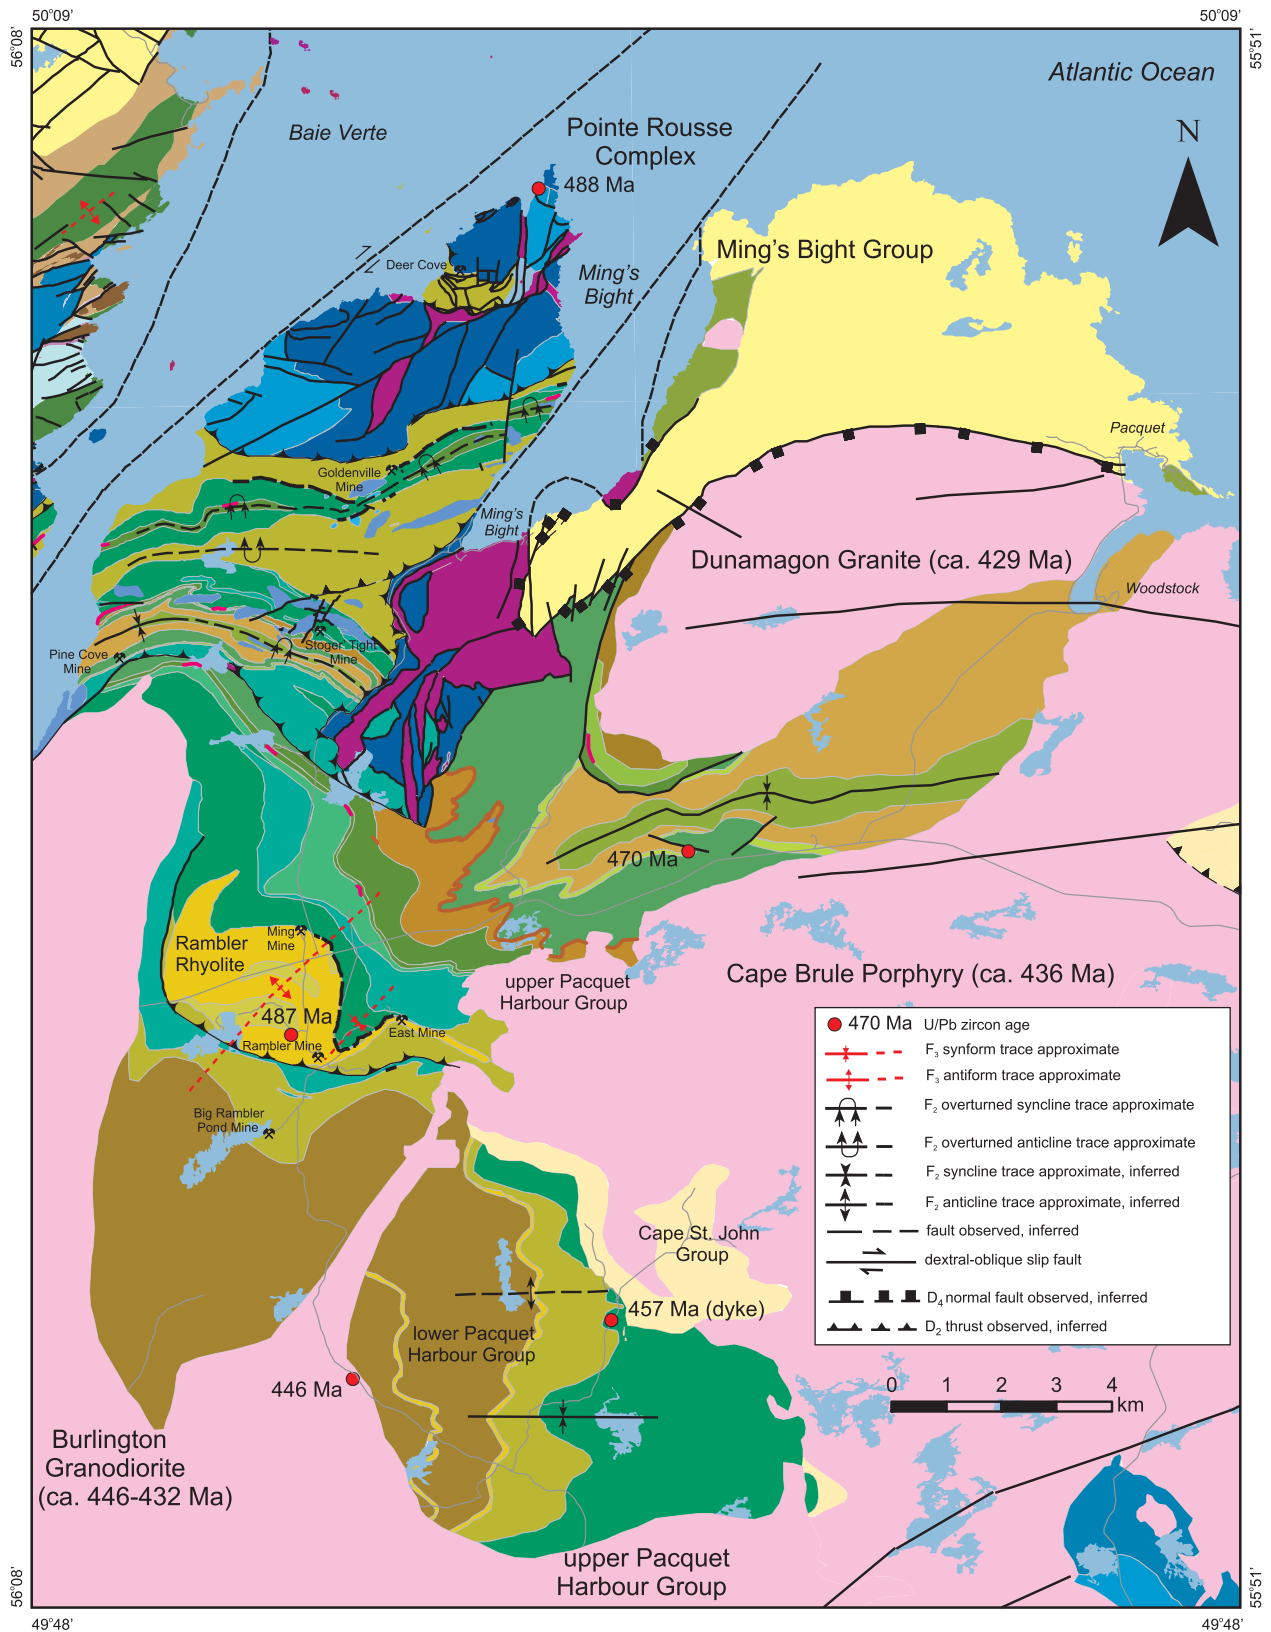 50°09'
50°09'
56°08'
55°51'
Atlantic Ocean
Baie Verte
Pointe Rousse
Complex
N
488 Ma
Ming's Bight Group
Deer Cove
Ming's
Bight
Pacquet
Goldenville
Mine
Ming's
Bight
Dunamagon Granite (ca. 429 Ma)
Woodstock
Stoger' Tight
Mine
Pine Cove
Mine
470 Ma
Ming
Mine
Rambler
Rhyolite
upper Pacquet
Harbour Group
Cape Brule Porphyry (ca. 436 Ma)
487 Ma
East Mine
Rambler Mine
Big Rambler
Pond Mine
470 Ma U/Pb zircon age
F3 synform trace approximate
F3 antiform trace approximate
F2 overturned syncline trace approximate
F2 overturned anticline trace approximate
F2 syncline trace approximate, inferred
F2 anticline trace approximate, inferred
fault observed, inferred
dextral-oblique slip fault
D4 normal fault observed, inferred
D2 thrust observed, inferred
Cape St. John
Group
457 Ma (dyke)
lower Pacquet
Harbour Group
446 Ma
0 1 2 3 4
km
Burlington
Granodiorite
(ca. 446-432 Ma)
upper Pacquet
Harbour Group
56°08'
55°51'
49°48'
49°48'